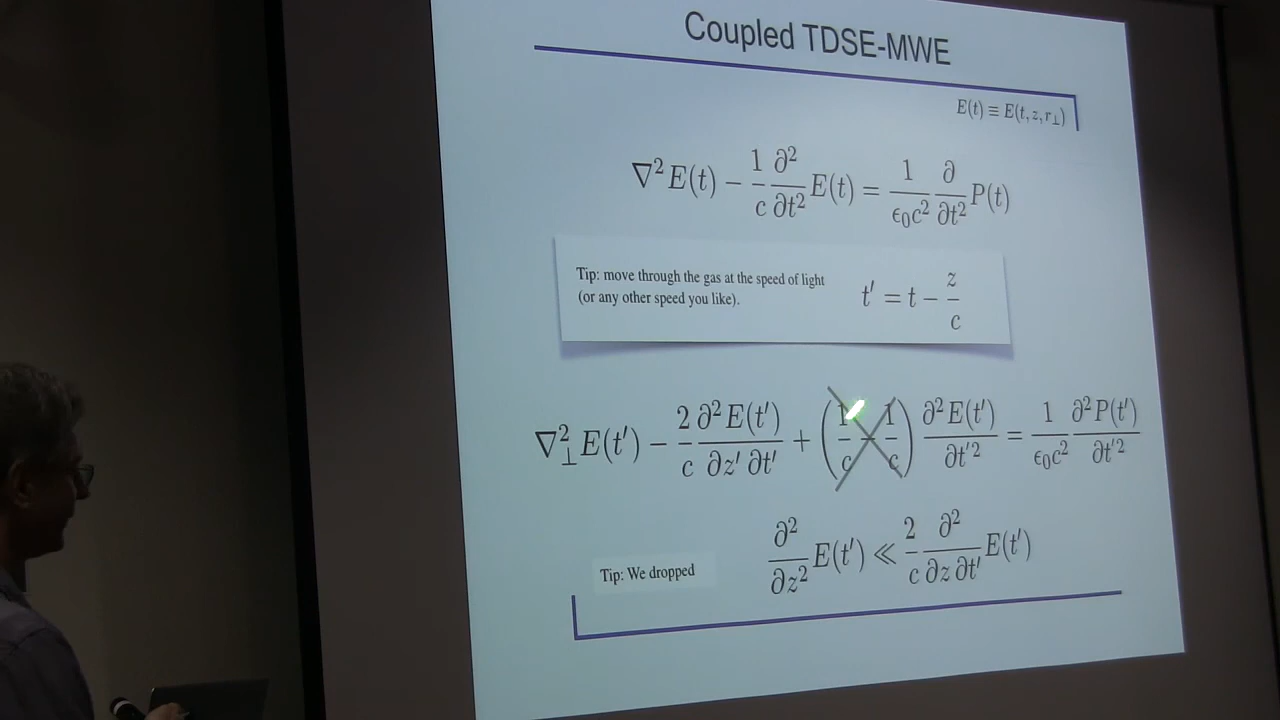 Coupled TDSE-MWE
E(t) ≡ E(t, z, r⊥)
∇²E(t) − 1/c ∂²/∂t² E(t) = 1/(ϵ₀c²) ∂/∂t² P(t)
Tip: move through the gas at the speed of light
(or any other speed you like).
t′ = t − z/c
∇²⊥E(t′) − 2/c ∂²E(t′)/(∂z′ ∂t′) + (1/c − 1/c) ∂²E(t′)/∂t′² = 1/(ϵ₀c²) ∂²P(t′)/∂t′²
Tip: We dropped
∂²/∂z² E(t′) ≪ 2/c ∂²/(∂z ∂t′) E(t′)